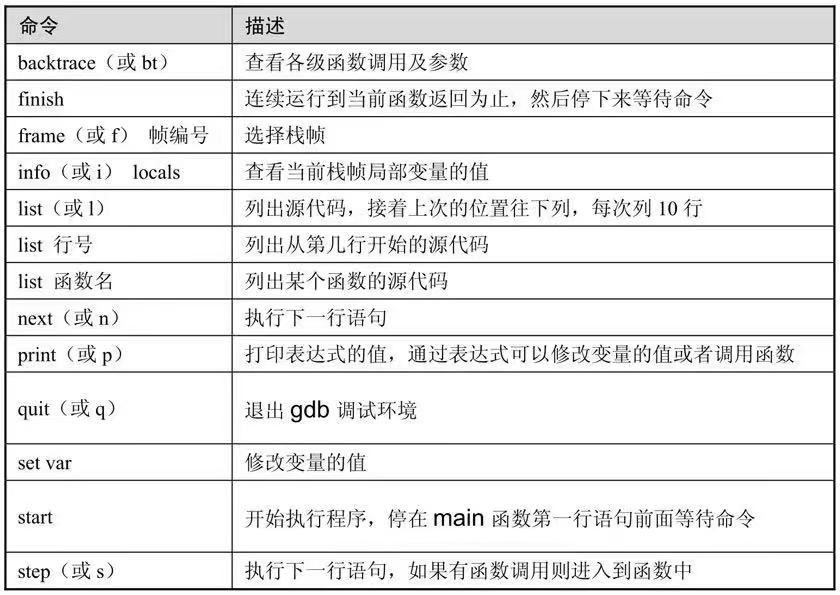 命令 描述
backtrace（或 bt） 查看各级函数调用及参数
finish 连续运行到当前函数返回为止，然后停下来等待命令
frame（或 f） 帧编号 选择栈帧
info（或 i） locals 查看当前栈帧局部变量的值
list（或 l） 列出源代码，接着上次的位置往下列，每次列 10 行
list 行号 列出从第几行开始的源代码
list 函数名 列出某个函数的源代码
next（或 n） 执行下一行语句
print（或 p） 打印表达式的值，通过表达式可以修改变量的值或者调用函数
quit（或 q） 退出 gdb 调试环境
set var 修改变量的值
start 开始执行程序，停在 main 函数第一行语句前面等待命令
step（或 s） 执行下一行语句，如果有函数调用则进入到函数中